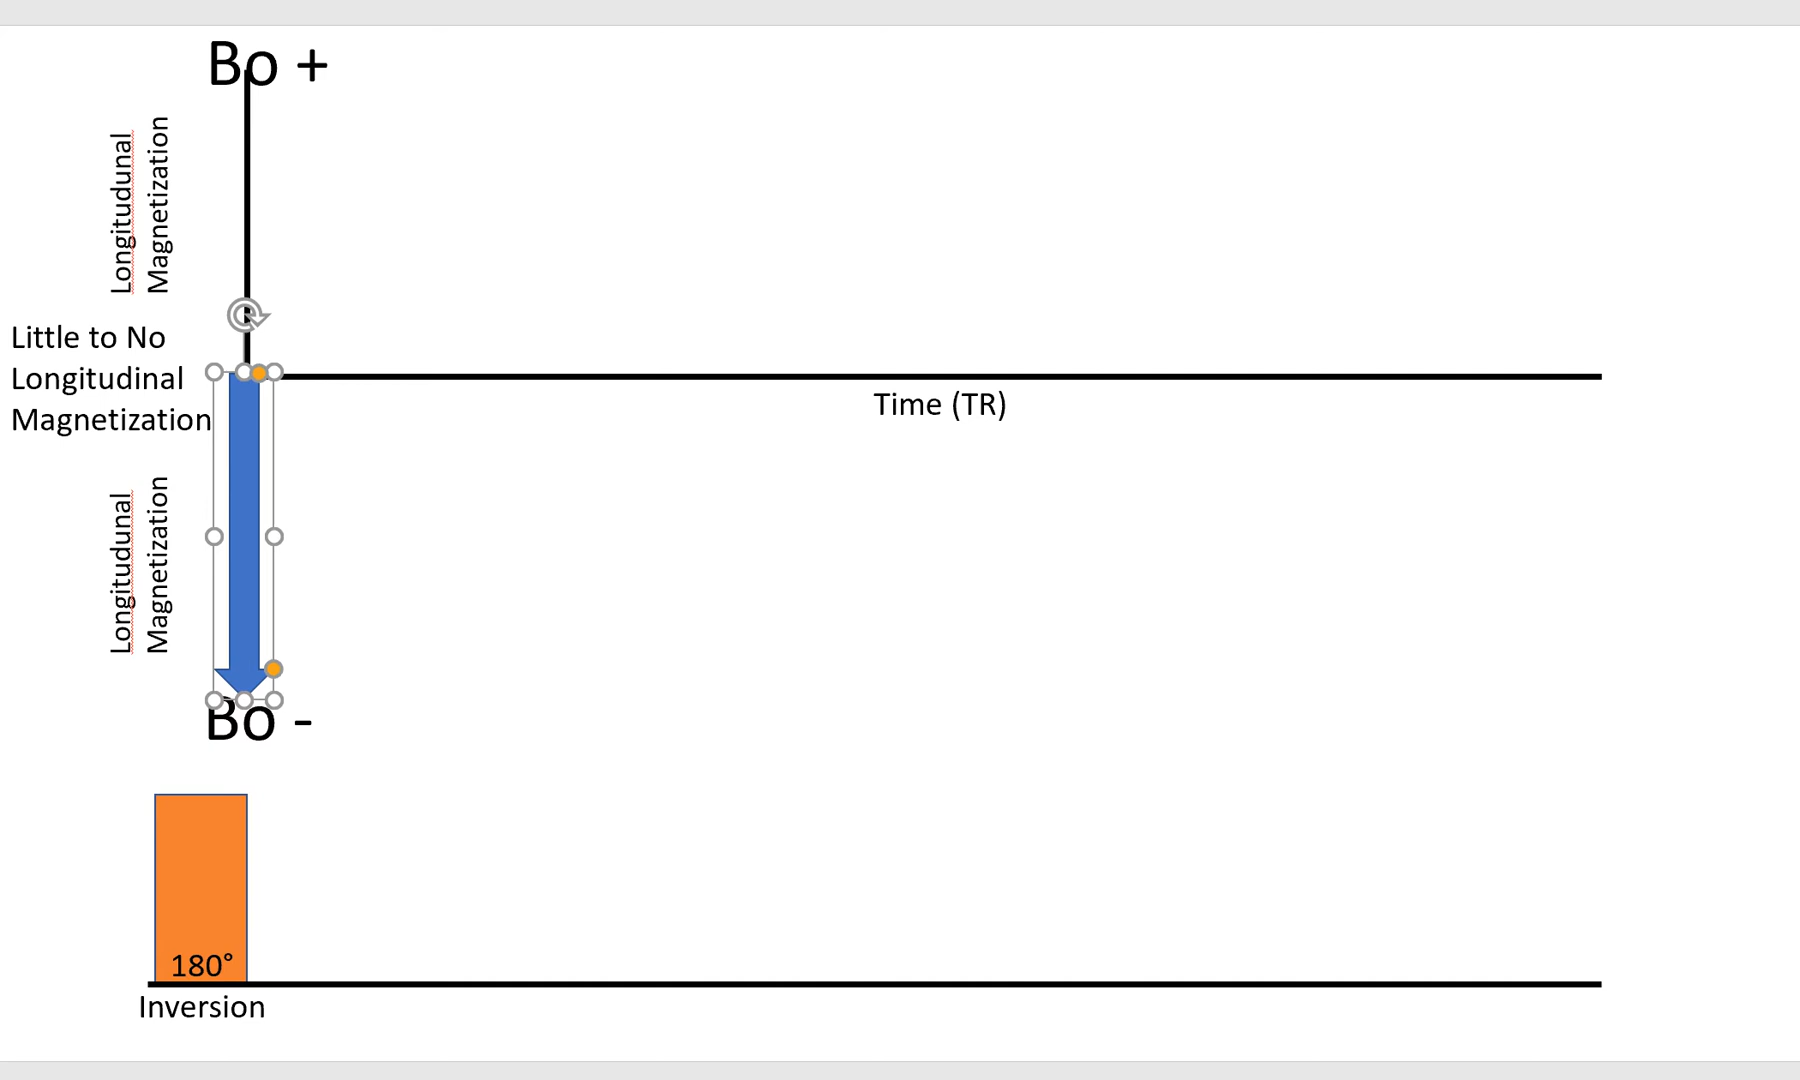 Bo +
Longitudunal
Magnetization
Little to No
Longitudinal
Magnetization
Time (TR)
Longitudunal
Magnetization
Bo -
180°
Inversion